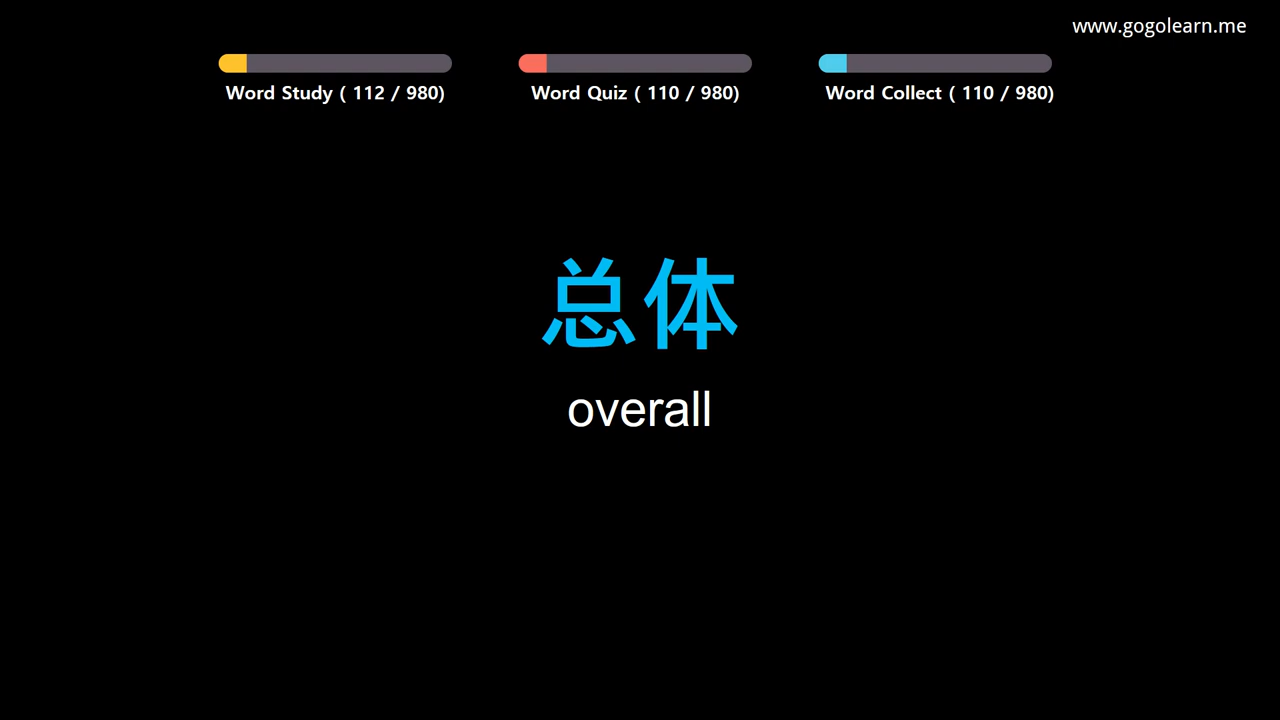 www.gogolearn.me
Word Study ( 112 / 980)
Word Quiz ( 110 / 980)
Word Collect ( 110 / 980)
总体
overall